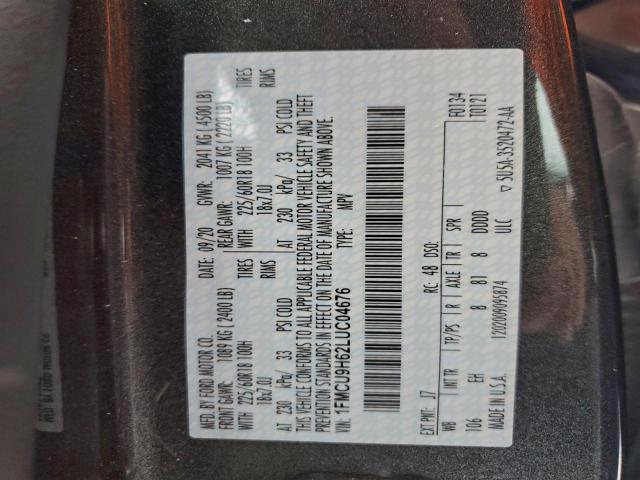 MFD. BY FORD MOTOR CO.
DATE: 09/20 GVWR: 2041 KG ( 4500 LB)
FRONT GAWR: 1089 KG ( 2400 LB) REAR GAWR: 1007 KG ( 2220 LB)
WITH 225/60R18 100H TIRES WITH 225/60R18 100H TIRES
18x7.0J RIMS 18x7.0J RIMS
AT 230 kPa/ 33 PSI COLD AT 230 kPa/ 33 PSI COLD
THIS VEHICLE CONFORMS TO ALL APPLICABLE FEDERAL MOTOR VEHICLE SAFETY AND THEFT
PREVENTION STANDARDS IN EFFECT ON THE DATE OF MANUFACTURE SHOWN ABOVE.
VIN: 1FMCU9H62LUC04676 TYPE: MPV
F0134
T0121
EXT PNT: J7 RC: 48 DSO:
WB INT TR TP/PS R AXLE TR SPR
106 EH 8 81 8 DDDD
MADE IN U.S.A. 1202009095874 ULC ▽ 5U5A-3520472-AA